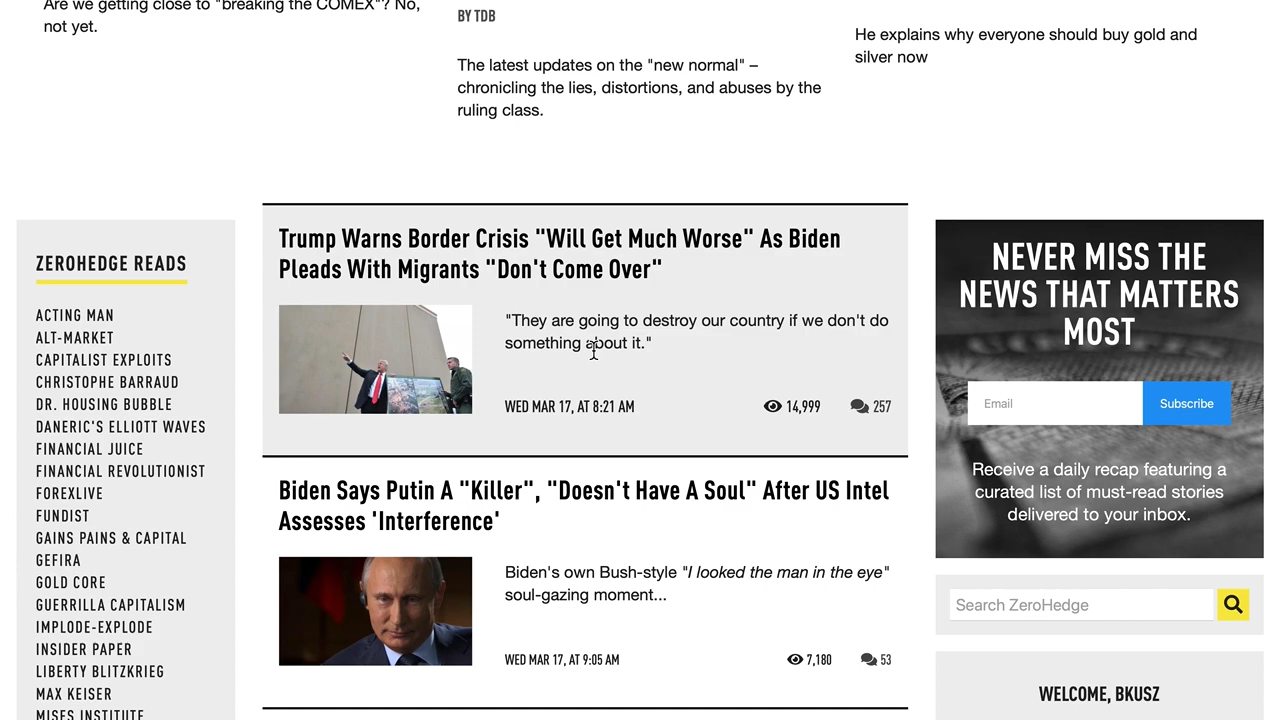 Are we getting close to "breaking the COMEX"? No,
not yet.
BY TDB
The latest updates on the "new normal" –
chronicling the lies, distortions, and abuses by the
ruling class.
He explains why everyone should buy gold and
silver now
ZEROHEDGE READS
ACTING MAN
ALT-MARKET
CAPITALIST EXPLOITS
CHRISTOPHE BARRAUD
DR. HOUSING BUBBLE
DANERIC'S ELLIOTT WAVES
FINANCIAL JUICE
FINANCIAL REVOLUTIONIST
FOREXLIVE
FUNDIST
GAINS PAINS & CAPITAL
GEFIRA
GOLD CORE
GUERRILLA CAPITALISM
IMPLODE-EXPLODE
INSIDER PAPER
LIBERTY BLITZKRIEG
MAX KEISER
MISES INSTITUTE
Trump Warns Border Crisis "Will Get Much Worse" As Biden
Pleads With Migrants "Don't Come Over"
"They are going to destroy our country if we don't do
something about it."
WED MAR 17, AT 8:21 AM 14,999 257
Biden Says Putin A "Killer", "Doesn't Have A Soul" After US Intel
Assesses 'Interference'
Biden's own Bush-style "I looked the man in the eye"
soul-gazing moment...
WED MAR 17, AT 9:05 AM 7,180 53
NEVER MISS THE
NEWS THAT MATTERS
MOST
Email Subscribe
Receive a daily recap featuring a
curated list of must-read stories
delivered to your inbox.
Search ZeroHedge
WELCOME, BKUSZ